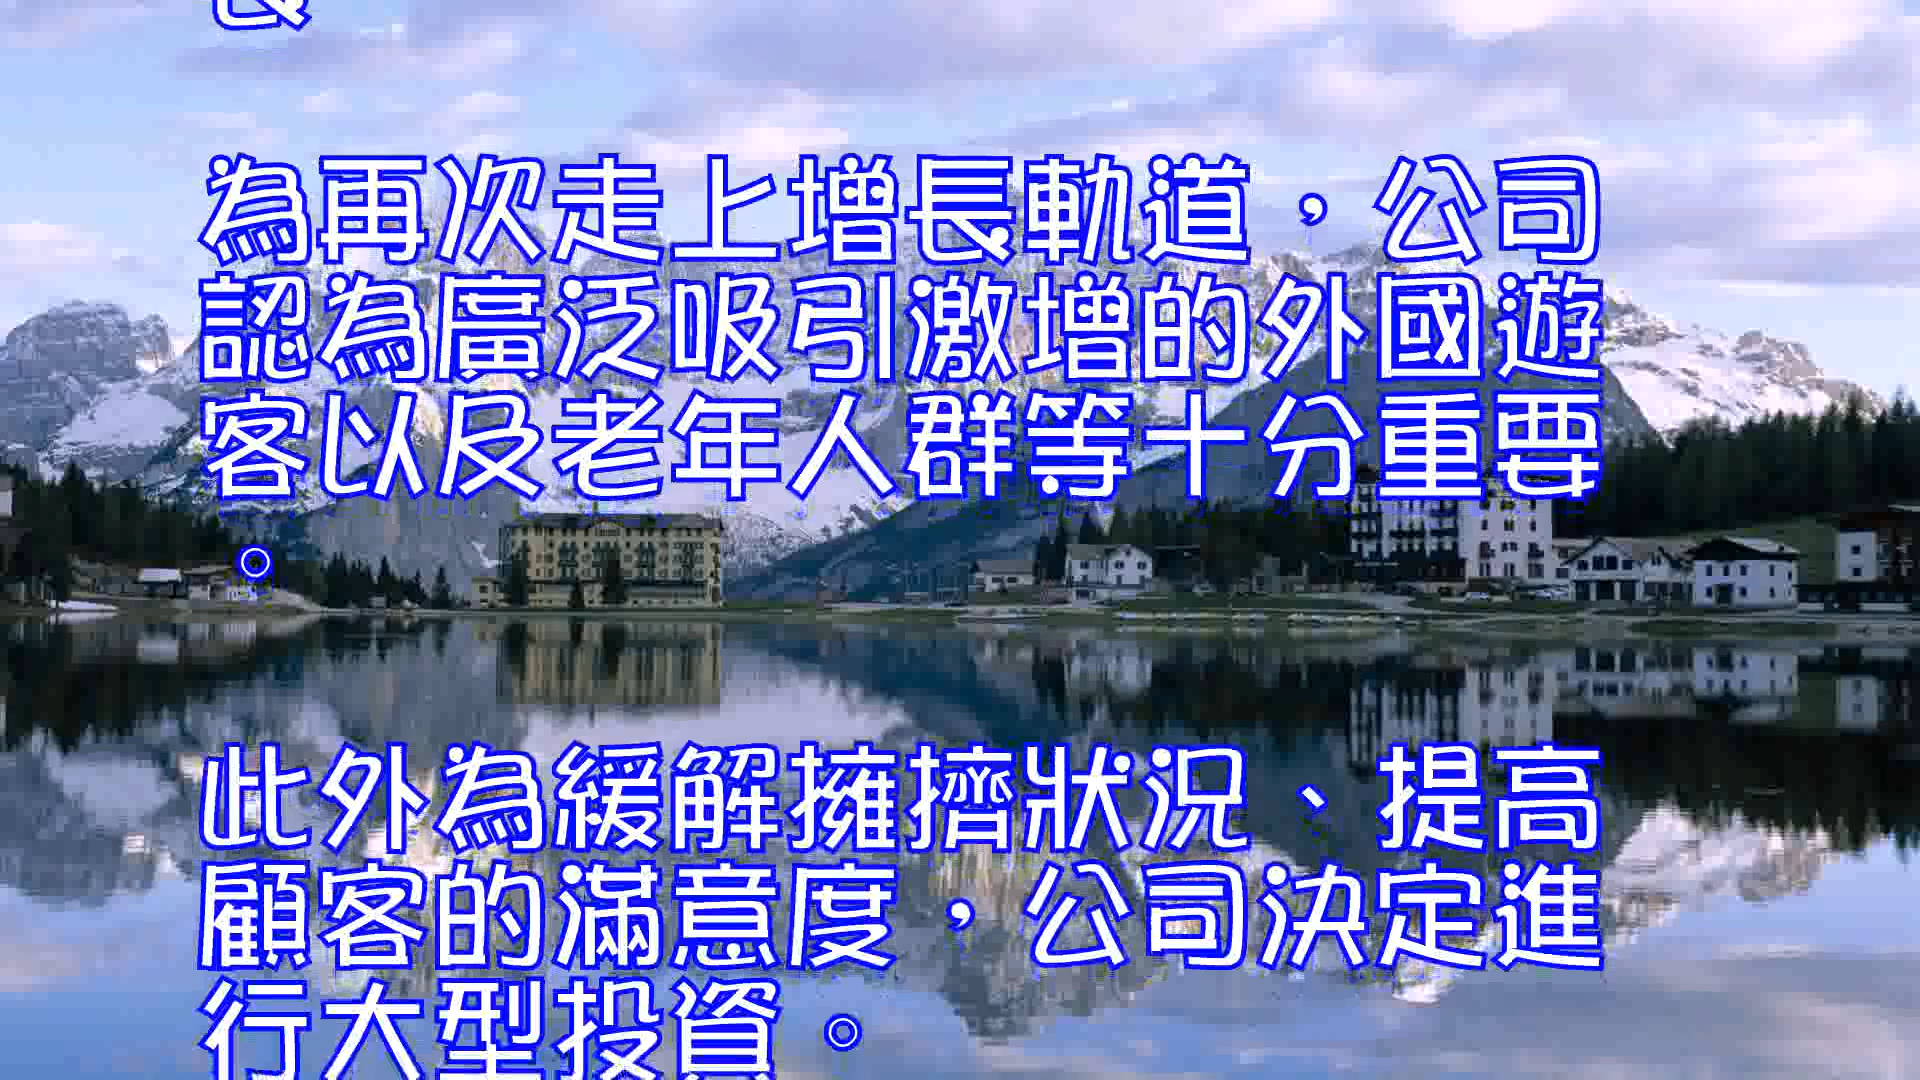 為再次走上增長軌道，公司
認為廣泛吸引激增的外國遊
客以及老年人群等十分重要
。
此外為緩解擁擠狀況、提高
顧客的滿意度，公司決定進
行大型投資。